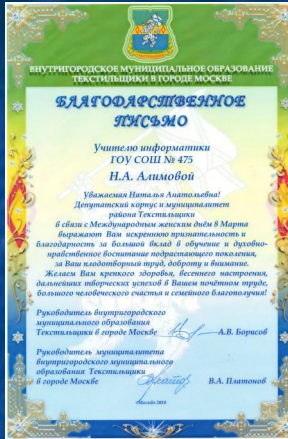 ВНУТРИГОРОДСКОЕ МУНИЦИПАЛЬНОЕ ОБРАЗОВАНИЕ
ТЕКСТИЛЬЩИКИ В ГОРОДЕ МОСКВЕ
БЛАГОДАРСТВЕННОЕ
ПИСЬМО
Учителю информатики
ГОУ СОШ № 475
Н.А. Алимовой
Уважаемая Наталья Анатольевна!
Депутатский корпус и муниципалитет
района Текстильщики
в связи с Международным женским днём 8 Марта
выражают Вам искреннюю признательность и
благодарность за большой вклад в обучение и духовно-
нравственное воспитание подрастающего поколения,
за Ваш плодотворный труд, доброту и внимание.
Желаем Вам крепкого здоровья, весеннего настроения,
дальнейших творческих успехов в Вашем почётном труде,
большого человеческого счастья и семейного благополучия!
Руководитель внутригородского
муниципального образования
Текстильщики в городе Москве А.В. Борисов
Руководитель муниципалитета
внутригородского муниципального
образования Текстильщики
в городе Москве В.А. Платонов
Москва 2010